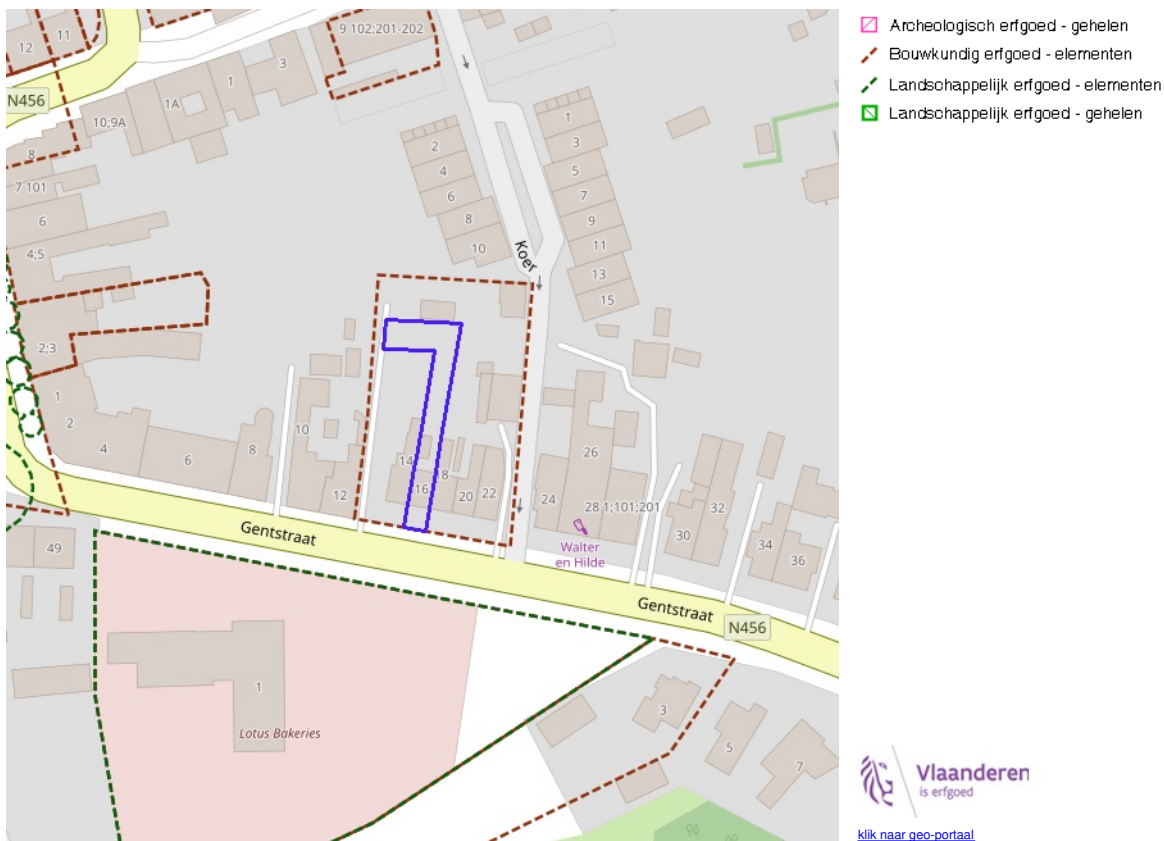 12
11
9 102;201-202
N456
1A
1
3
10;9A
8
7 101
6
4;5
2;3
1
2
4
6
8
2
4
6
8
10
1
3
5
7
9
11
13
15
Koer
10
12
14
16
18
20
22
24
26
28 1;101;201
30
32
34
36
Walter
en Hilde
Gentstraat
Gentstraat
N456
49
1
Lotus Bakeries
3
5
7
Archeologisch erfgoed - gehelen
Bouwkundig erfgoed - elementen
Landschappelijk erfgoed - elementen
Landschappelijk erfgoed - gehelen
Vlaanderen
is erfgoed
klik naar geo-portaal